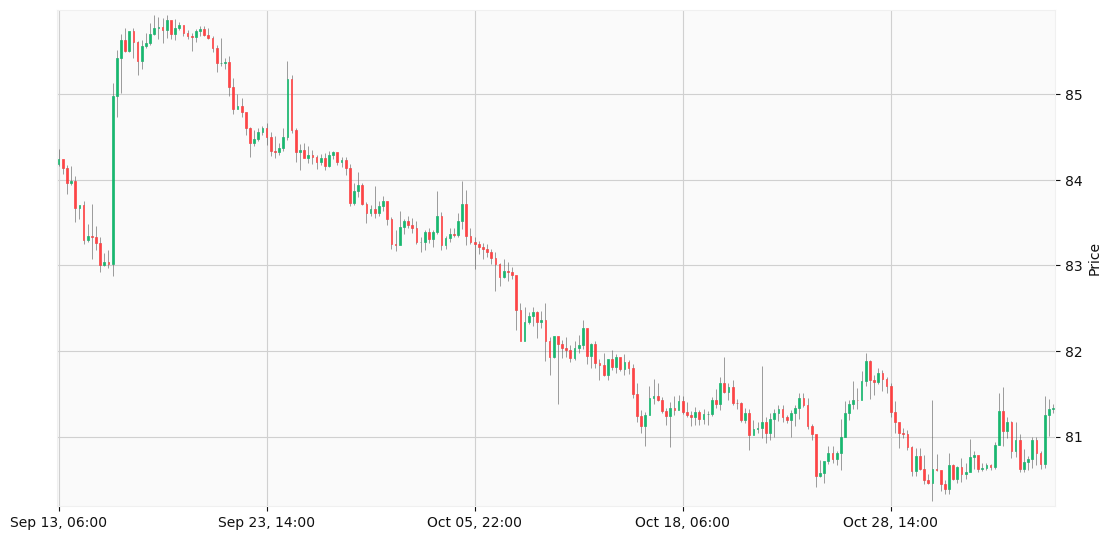 85
84
83
82
81
Price
Sep 13, 06:00
Sep 23, 14:00
Oct 05, 22:00
Oct 18, 06:00
Oct 28, 14:00